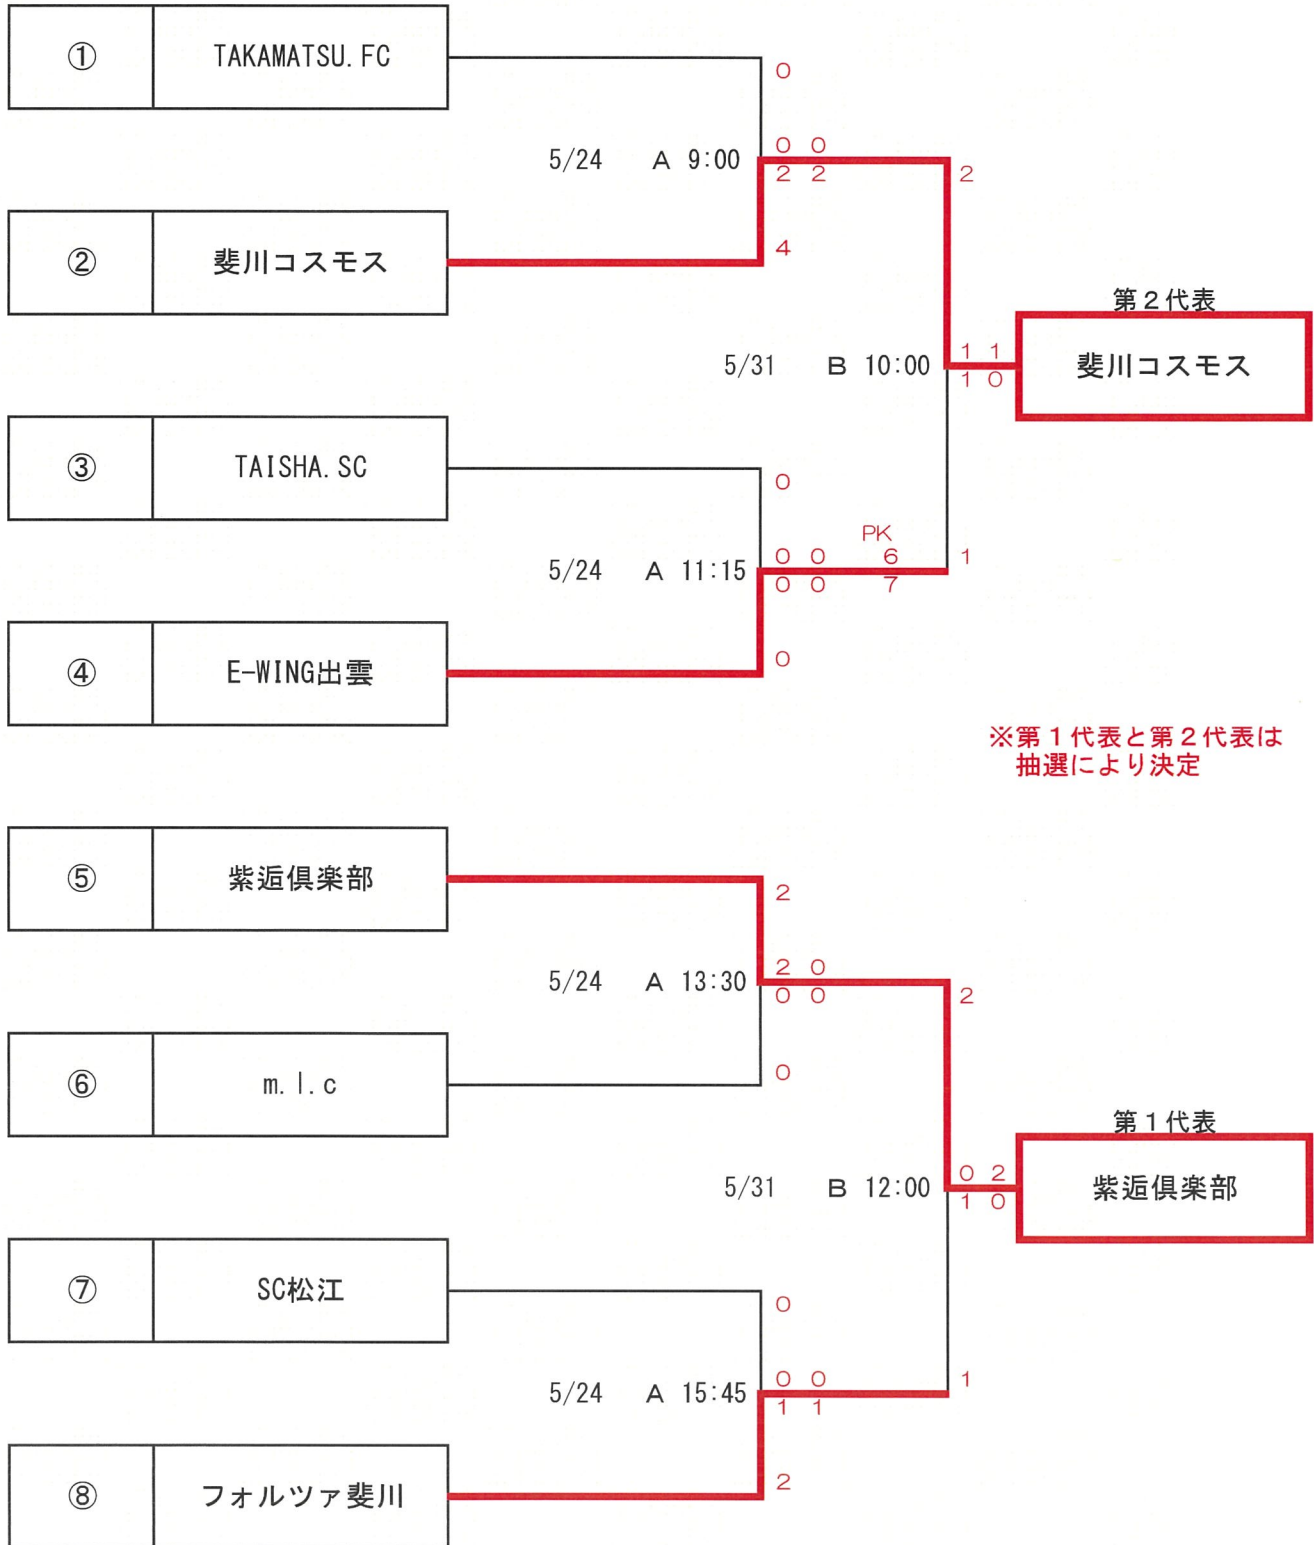 ① TAKAMATSU.FC
0
5/24 A 9:00
0 0
2 2
2
② 斐川コスモス
4
第2代表
斐川コスモス
5/31 B 10:00
1 1
1 0
③ TAISHA.SC
0
PK
5/24 A 11:15
0 0 6
0 0 7
1
④ E-WING出雲
0
※第1代表と第2代表は
抽選により決定
⑤ 紫逅倶楽部
2
5/24 A 13:30
2 0
0 0
2
⑥ m.l.c
0
第1代表
紫逅倶楽部
5/31 B 12:00
0 2
1 0
⑦ SC松江
0
5/24 A 15:45
0 0
1 1
1
⑧ フォルツァ斐川
2